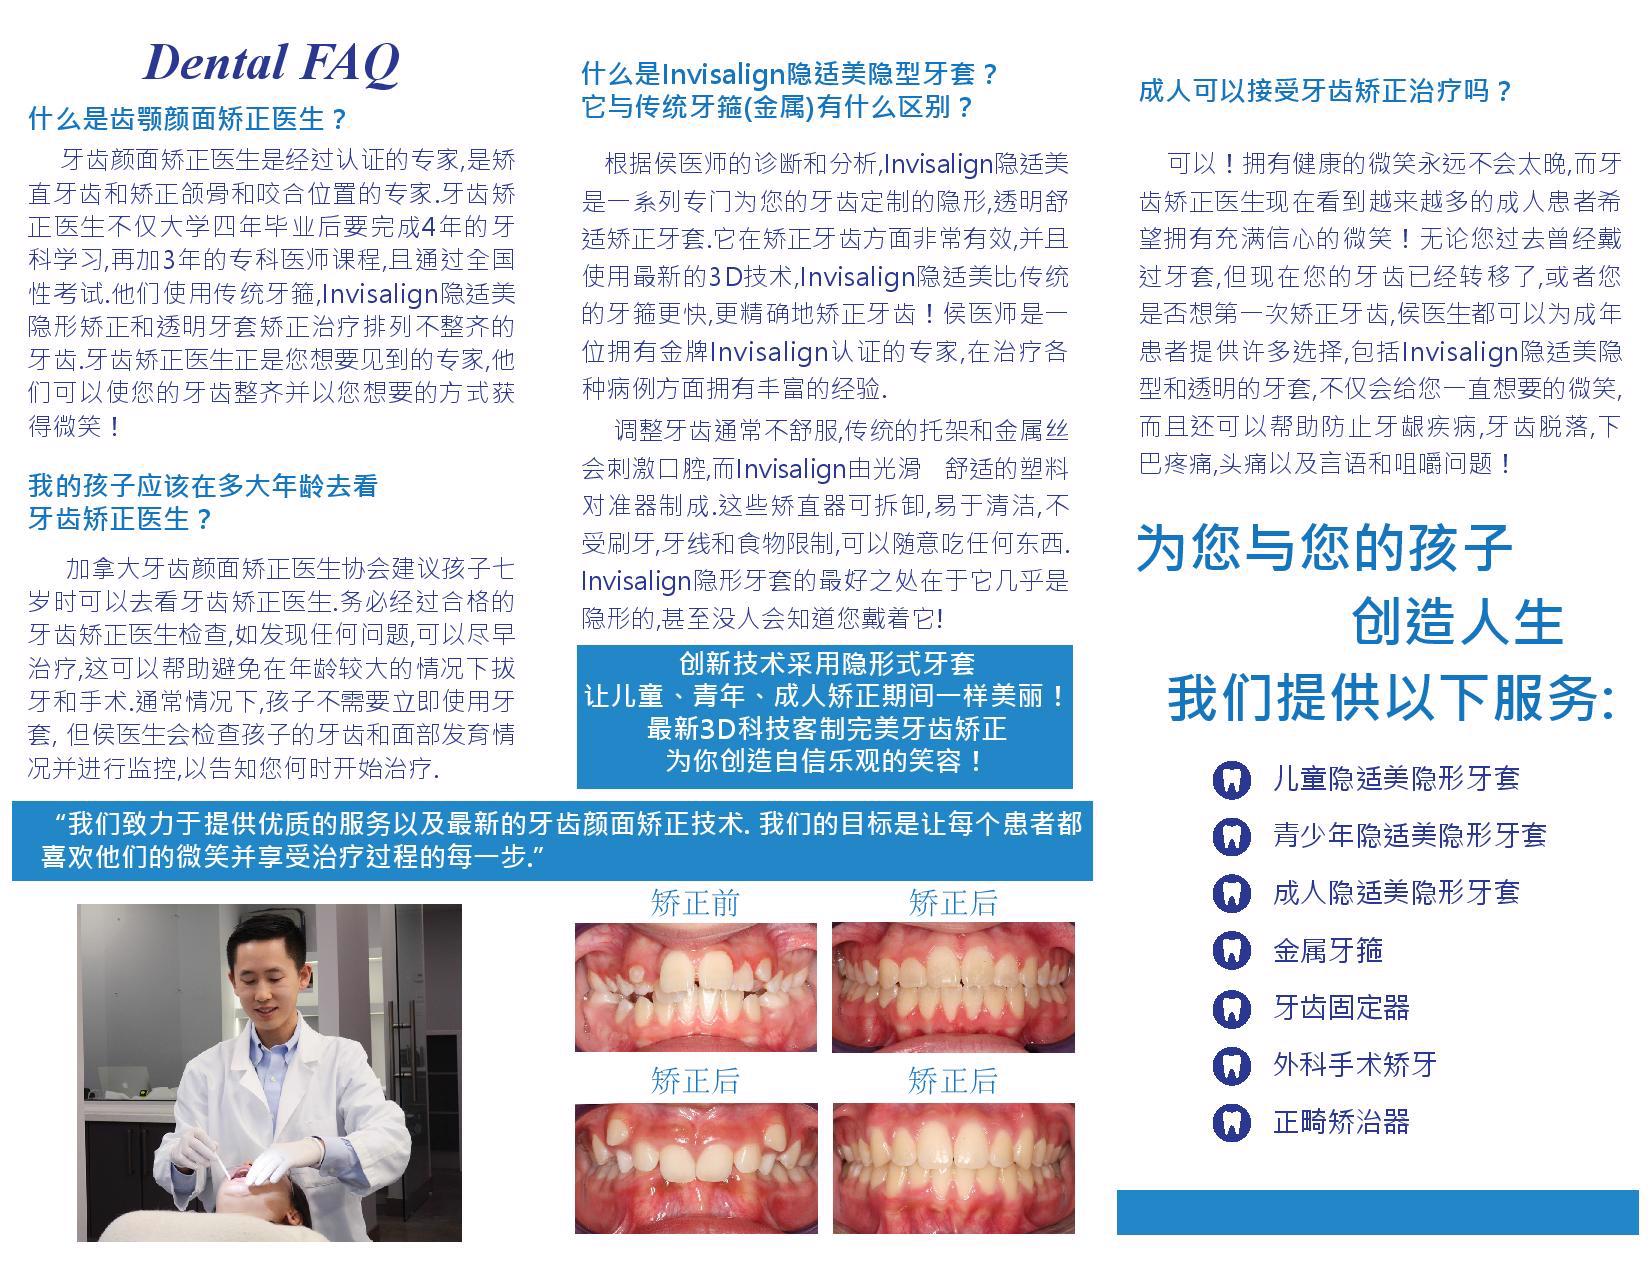 Dental FAQ
什么是齿颚颜面矫正医生？
牙齿颜面矫正医生是经过认证的专家,是矫
直牙齿和矫正颌骨和咬合位置的专家.牙齿矫
正医生不仅大学四年毕业后要完成4年的牙
科学习,再加3年的专科医师课程,且通过全国
性考试.他们使用传统牙箍,Invisalign隐适美
隐形矫正和透明牙套矫正治疗排列不整齐的
牙齿.牙齿矫正医生正是您想要见到的专家,他
们可以使您的牙齿整齐并以您想要的方式获
得微笑！
我的孩子应该在多大年龄去看
牙齿矫正医生？
加拿大牙齿颜面矫正医生协会建议孩子七
岁时可以去看牙齿矫正医生.务必经过合格的
牙齿矫正医生检查,如发现任何问题,可以尽早
治疗,这可以帮助避免在年龄较大的情况下拔
牙和手术.通常情况下,孩子不需要立即使用牙
套, 但侯医生会检查孩子的牙齿和面部发育情
况并进行监控,以告知您何时开始治疗.
什么是Invisalign隐适美隐型牙套？
它与传统牙箍(金属)有什么区别？
根据侯医师的诊断和分析,Invisalign隐适美
是一系列专门为您的牙齿定制的隐形,透明舒
适矫正牙套.它在矫正牙齿方面非常有效,并且
使用最新的3D技术,Invisalign隐适美比传统
的牙箍更快,更精确地矫正牙齿！侯医师是一
位拥有金牌Invisalign认证的专家,在治疗各
种病例方面拥有丰富的经验.
调整牙齿通常不舒服,传统的托架和金属丝
会刺激口腔,而Invisalign由光滑 舒适的塑料
对准器制成.这些矫直器可拆卸,易于清洁,不
受刷牙,牙线和食物限制,可以随意吃任何东西.
Invisalign隐形牙套的最好之处在于它几乎是
隐形的,甚至没人会知道您戴着它!
创新技术采用隐形式牙套
让儿童、青年、成人矫正期间一样美丽！
最新3D科技客制完美牙齿矫正
为你创造自信乐观的笑容！
“我们致力于提供优质的服务以及最新的牙齿颜面矫正技术. 我们的目标是让每个患者都
喜欢他们的微笑并享受治疗过程的每一步.”
矫正前 矫正后
矫正后 矫正后
成人可以接受牙齿矫正治疗吗？
可以！拥有健康的微笑永远不会太晚,而牙
齿矫正医生现在看到越来越多的成人患者希
望拥有充满信心的微笑！无论您过去曾经戴
过牙套,但现在您的牙齿已经转移了,或者您
是否想第一次矫正牙齿,侯医生都可以为成年
患者提供许多选择,包括Invisalign隐适美隐
型和透明的牙套,不仅会给您一直想要的微笑,
而且还可以帮助防止牙龈疾病,牙齿脱落,下
巴疼痛,头痛以及言语和咀嚼问题！
为您与您的孩子
创造人生
我们提供以下服务:
儿童隐适美隐形牙套
青少年隐适美隐形牙套
成人隐适美隐形牙套
金属牙箍
牙齿固定器
外科手术矫牙
正畸矫治器